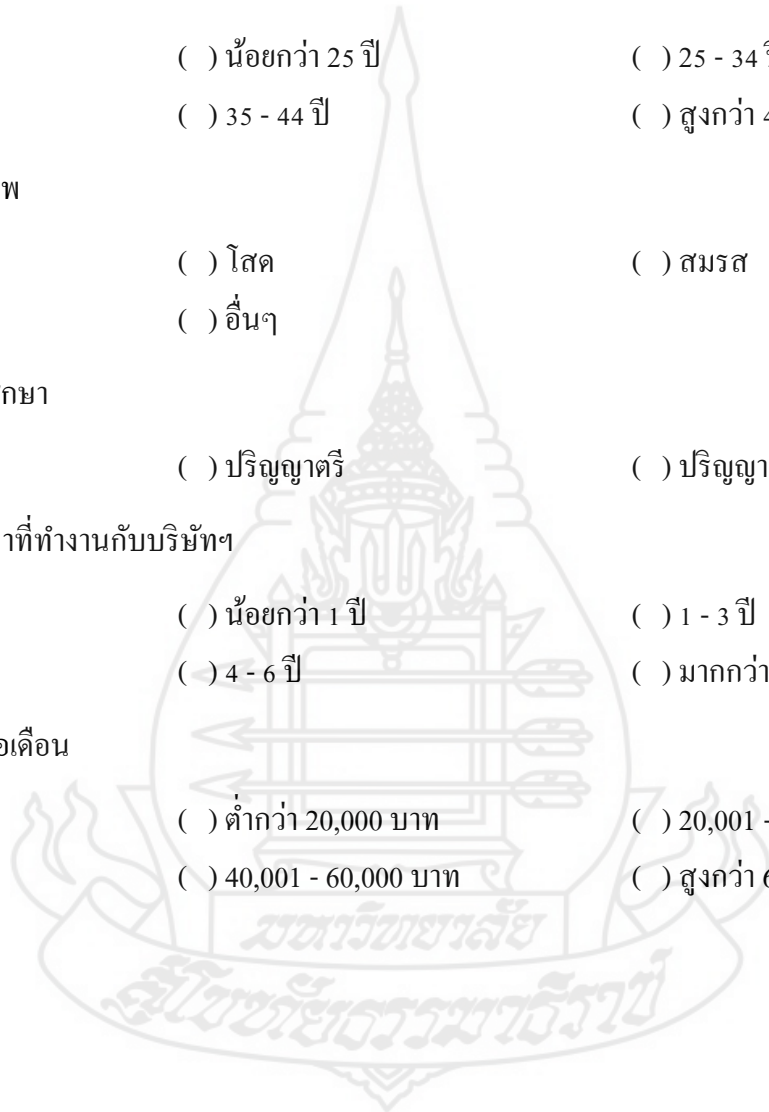 ( ) น้อยกว่า 25 ปี ( ) 25 - 34
( ) 35 - 44 ปี ( ) สูงกว่า 4
พ
( ) โสด ( ) สมรส
( ) อื่นๆ
กษา
( ) ปริญญาตรี ( ) ปริญญา
าที่ทำงานกับบริษัทฯ
( ) น้อยกว่า 1 ปี ( ) 1 - 3 ปี
( ) 4 - 6 ปี ( ) มากกว่า
อเดือน
( ) ต่ำกว่า 20,000 บาท ( ) 20,001 -
( ) 40,001 - 60,000 บาท ( ) สูงกว่า 6
มหาวิทยาลัย
สุโขทัยธรรมาธิราช